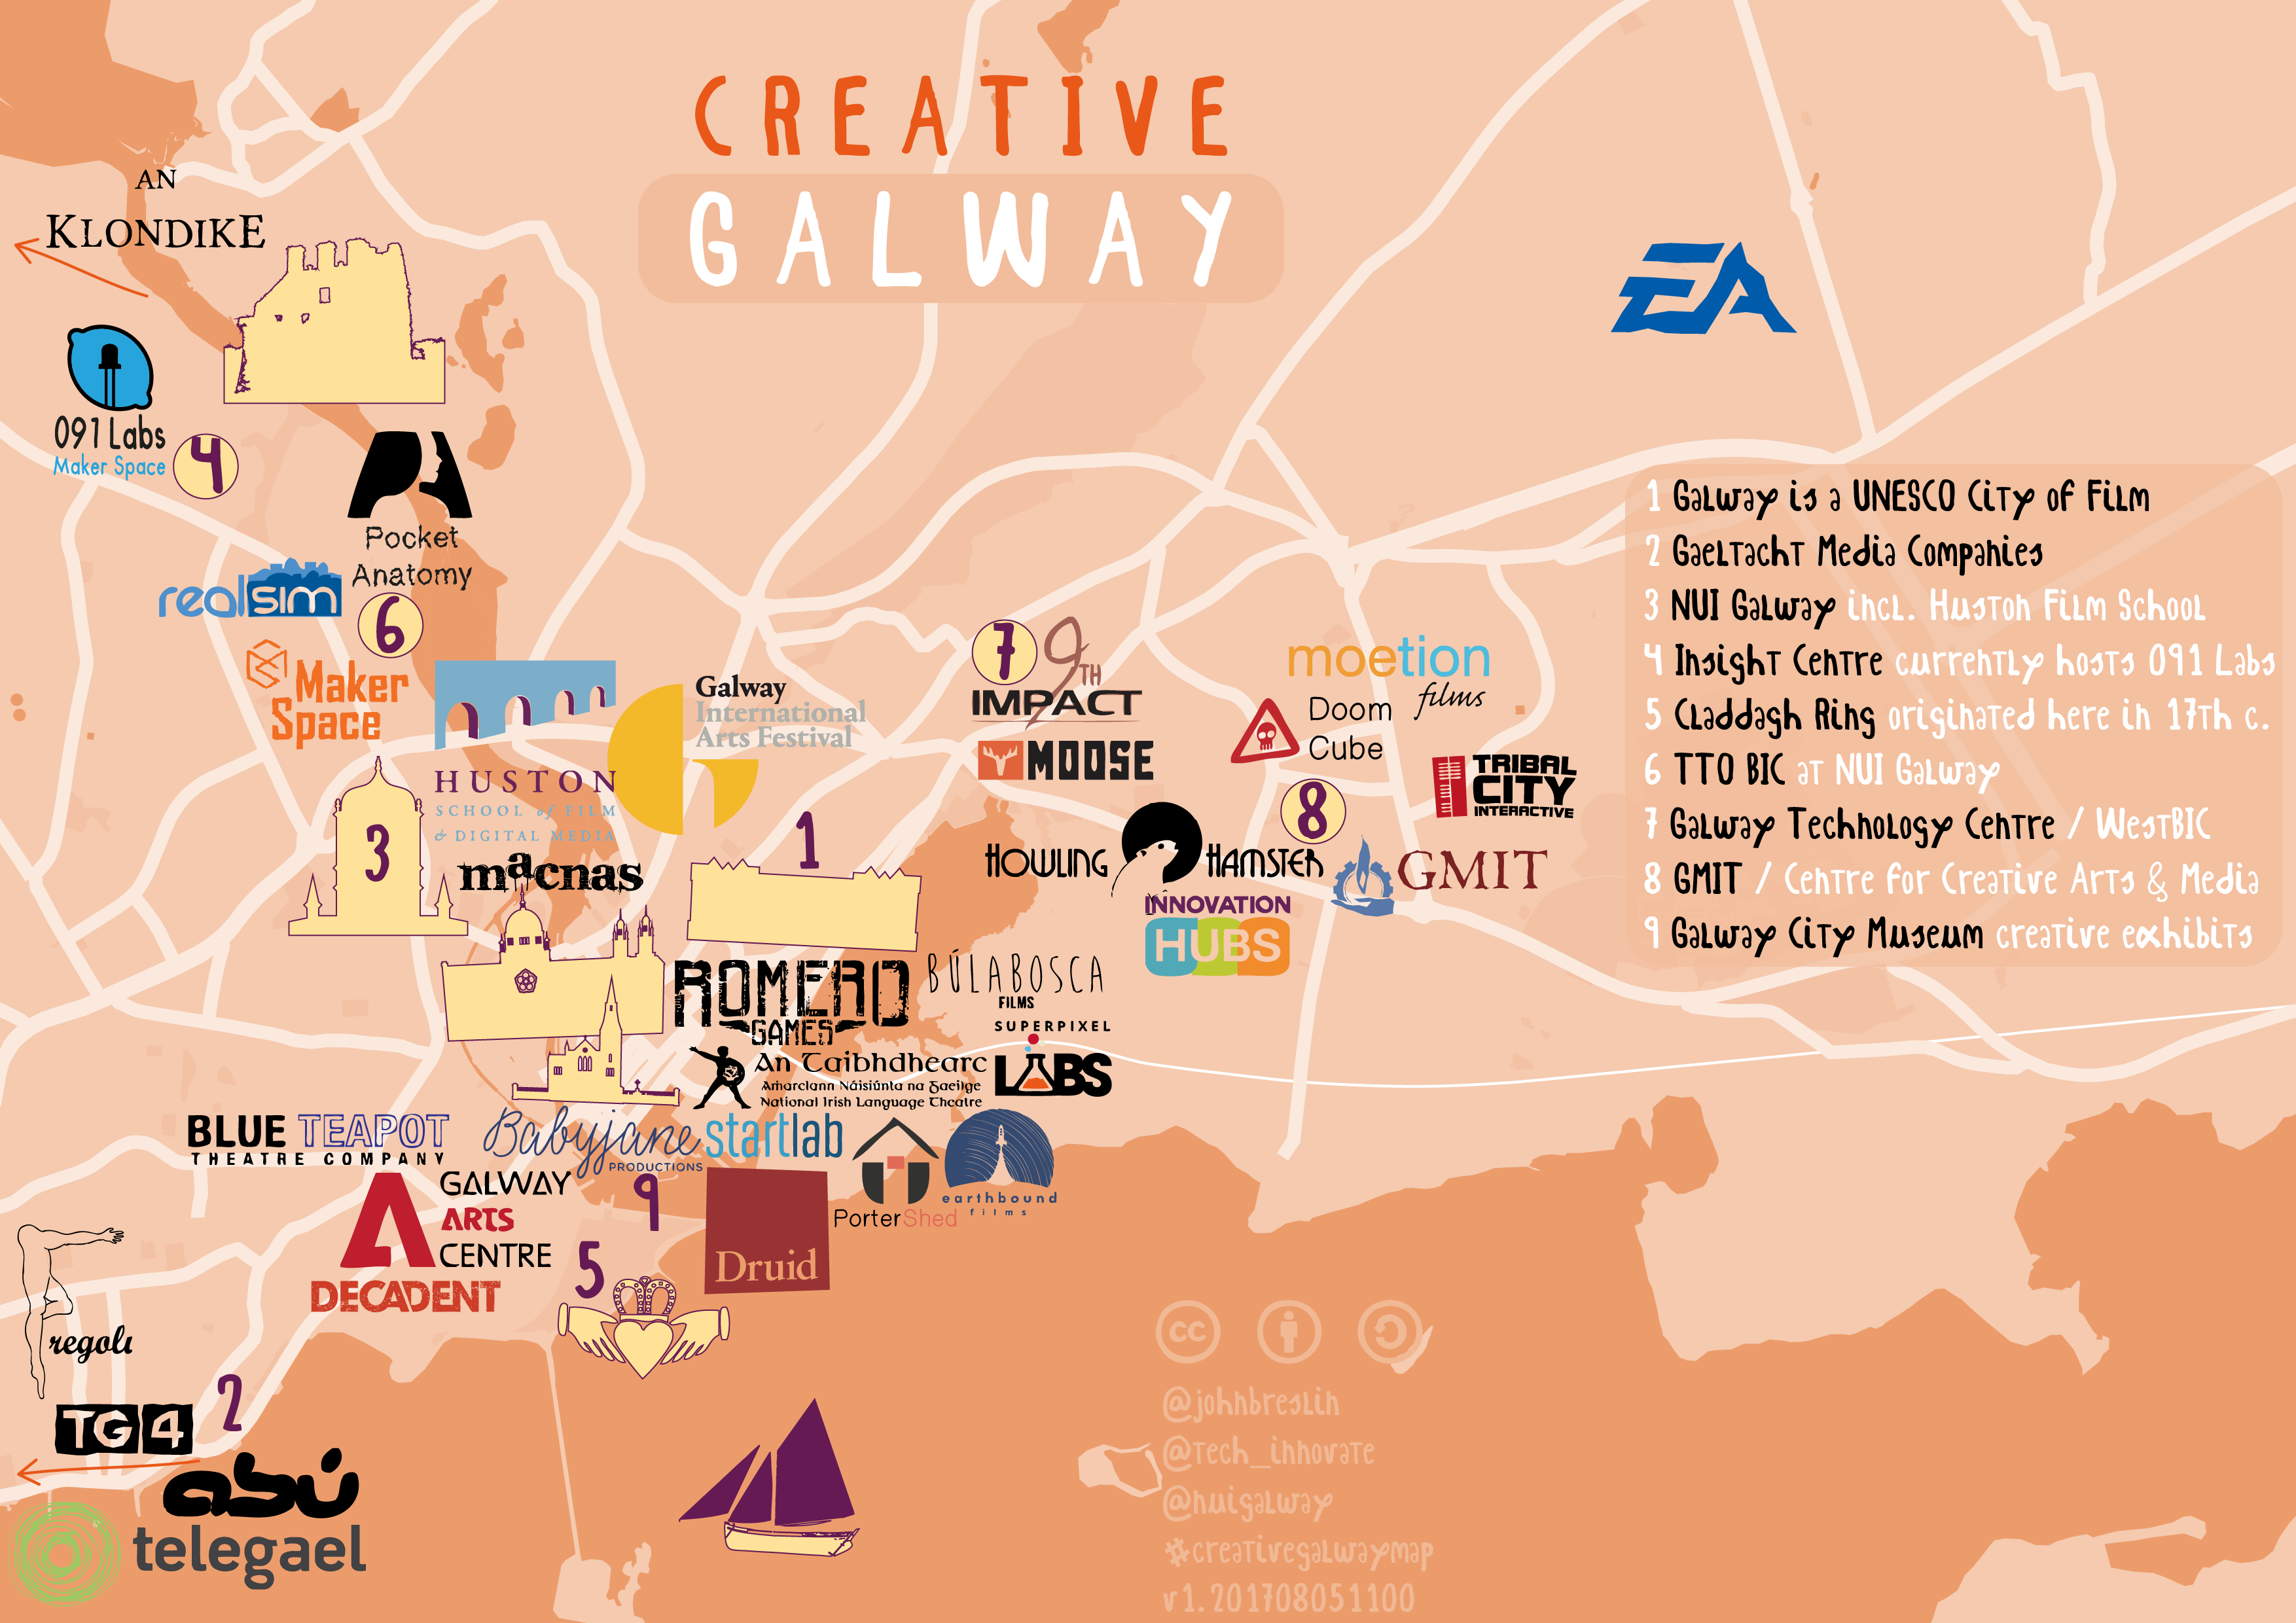 CREATIVE
GALWAY
AN
KLONDIKE
EA
091 Labs
Maker Space
4
Pocket
Anatomy
realsim
6
Maker
Space
HUSTON
SCHOOL of FILM
& DIGITAL MEDIA
Galway
International
Arts Festival
3
macnas
1
7
9TH
IMPACT
MOOSE
moetion
films
Doom
Cube
TRIBAL
CITY
INTERACTIVE
8
HOWLING HAMSTER
GMIT
INNOVATION
HUBS
1 Galway is a UNESCO City of Film
2 Gaeltacht Media Companies
3 NUI Galway incl. Huston Film School
4 Insight Centre currently hosts 091 Labs
5 Claddagh Ring originated here in 17th c.
6 TTO BIC at NUI Galway
7 Galway Technology Centre / WestBIC
8 GMIT / Centre for Creative Arts & Media
9 Galway City Museum creative exhibits
ROMERO
GAMES
BÚLABOSCA
FILMS
SUPERPIXEL
LABS
An Taibhdhearc
Amharclann Náisiúnta na Gaeilge
National Irish Language Theatre
BLUE TEAPOT
THEATRE COMPANY
Babyjane
PRODUCTIONS
startlab
PorterShed
earthbound
films
GALWAY
ARTS
CENTRE
DECADENT
9
5
Druid
Fregoli
TG4
2
abú
telegael
cc
@johnbreslin
@tech_innovate
@nuigalway
#creativegalwaymap
v1.201708051100